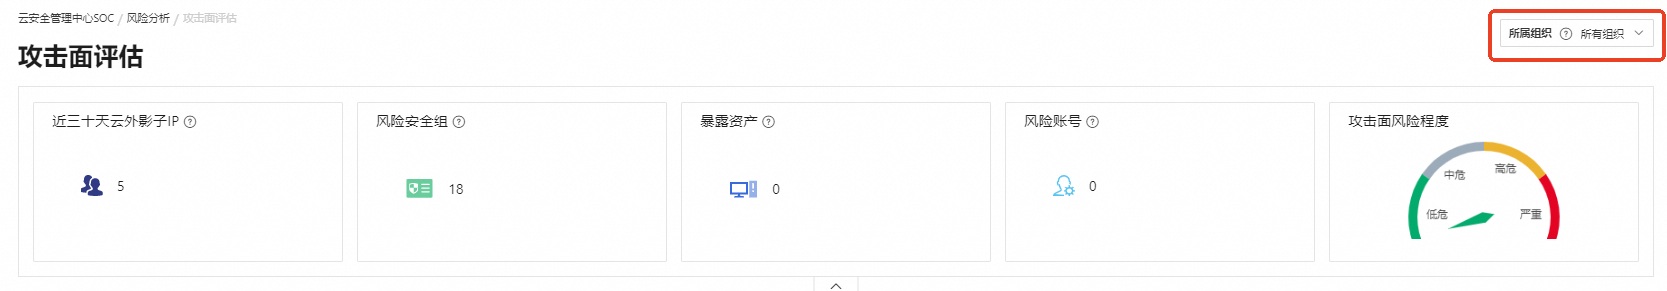 云安全管理中心SOC / 风险分析 / 攻击面评估
攻击面评估
所属组织 ? 所有组织
近三十天云外影子IP ?
5
风险安全组 ?
18
暴露资产 ?
0
风险账号 ?
0
攻击面风险程度
低危
中危
高危
严重